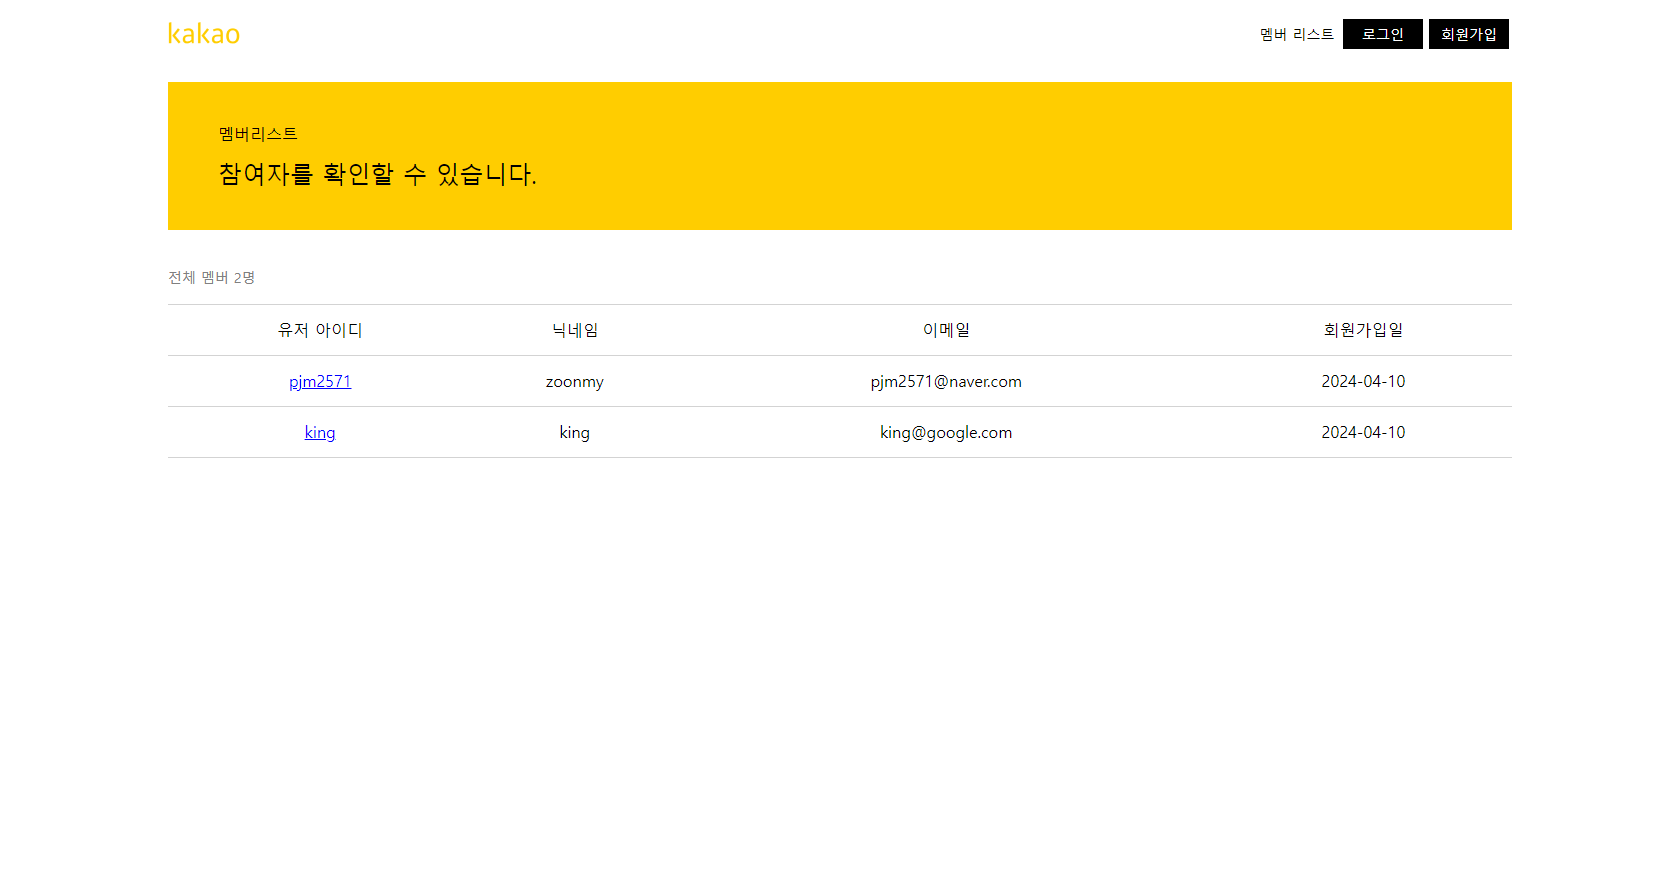 kakao 멤버 리스트 로그인 회원가입
멤버리스트
참여자를 확인할 수 있습니다.
전체 멤버 2명
유저 아이디 닉네임 이메일 회원가입일
pjm2571 zoonmy pjm2571@naver.com 2024-04-10
king king king@google.com 2024-04-10